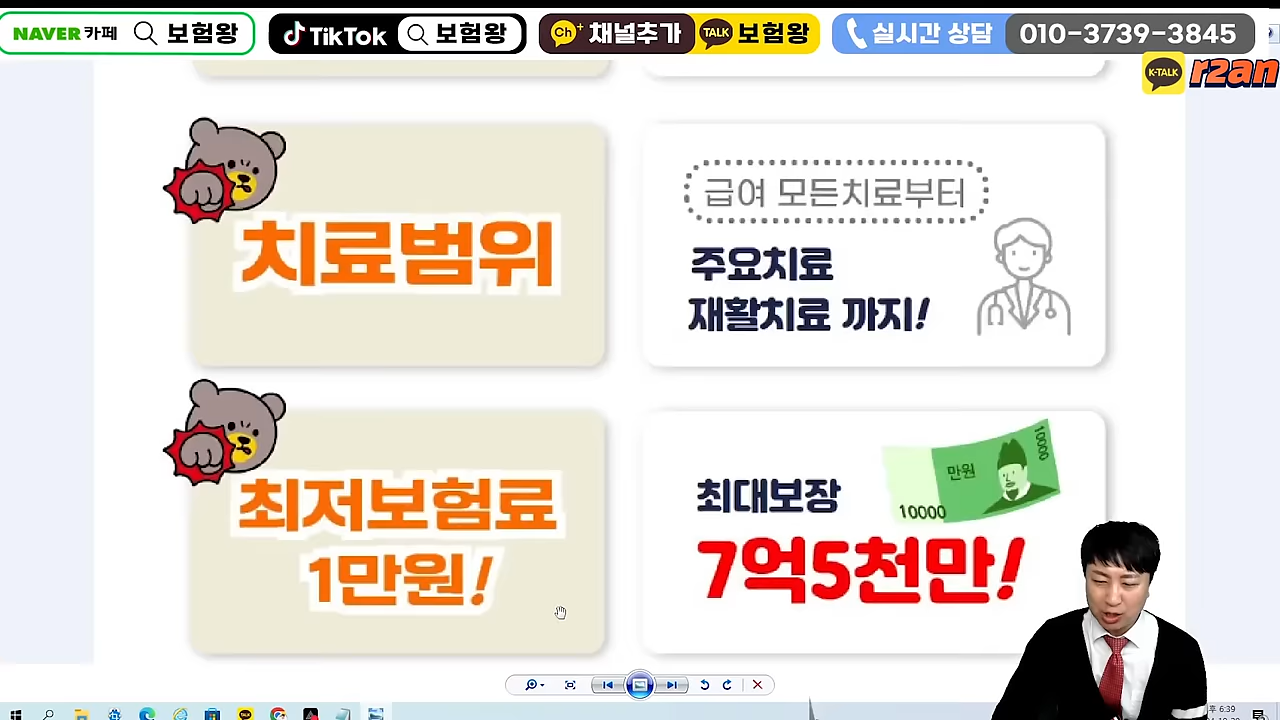 NAVER 카페 보험왕
TikTok 보험왕
Ch+ 채널추가 TALK 보험왕
실시간 상담 010-3739-3845
K-TALK r2an
치료범위
급여 모든치료부터
주요치료
재활치료 까지!
최저보험료
1만원!
최대보장
7억5천만!
만원
10000
10000
TALK
6:39